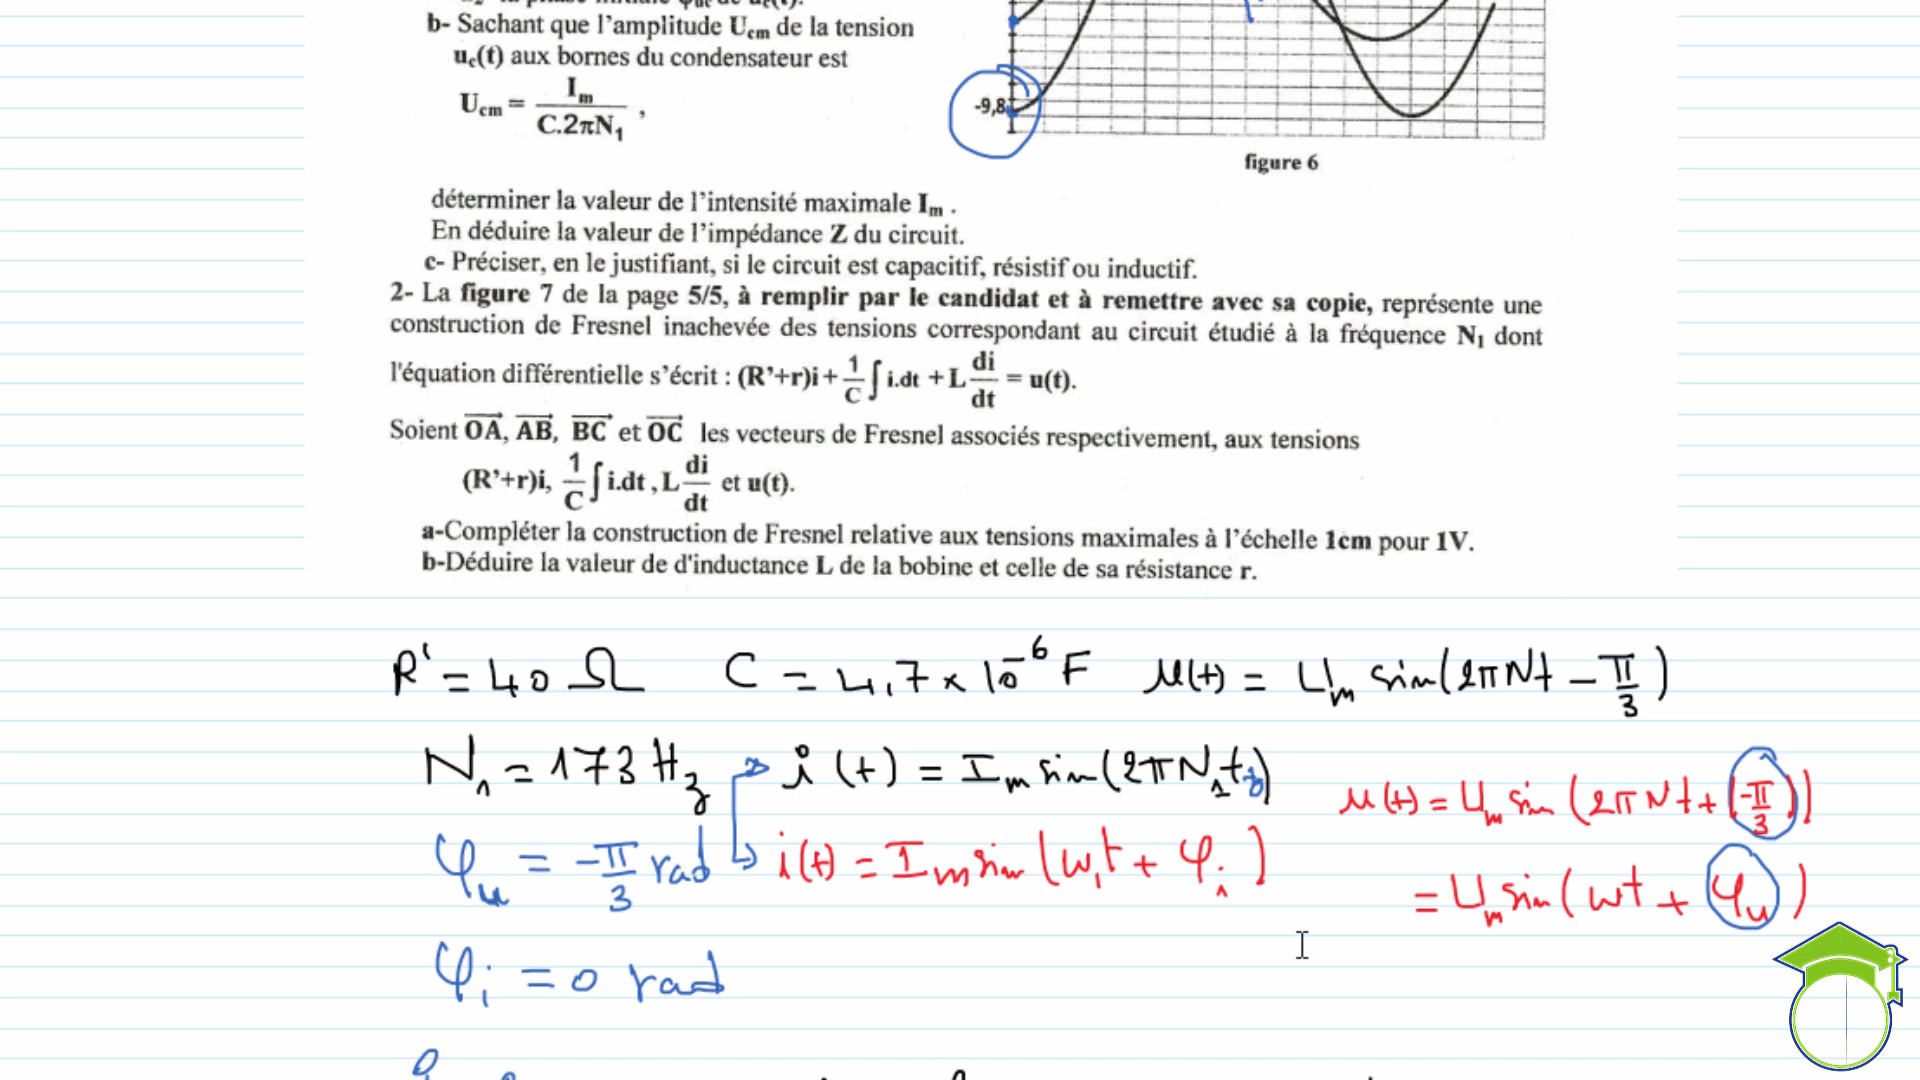 b- Sachant que l'amplitude Ucm de la tension
uc(t) aux bornes du condensateur est
Ucm = Im / C.2πN1 ,
-9,8
figure 6
déterminer la valeur de l'intensité maximale Im .
En déduire la valeur de l'impédance Z du circuit.
c- Préciser, en le justifiant, si le circuit est capacitif, résistif ou inductif.
2- La figure 7 de la page 5/5, à remplir par le candidat et à remettre avec sa copie, représente une
construction de Fresnel inachevée des tensions correspondant au circuit étudié à la fréquence N1 dont
l'équation différentielle s'écrit : (R'+r)i + 1/C ∫ i.dt + L di/dt = u(t).
Soient OA, AB, BC et OC les vecteurs de Fresnel associés respectivement, aux tensions
(R'+r)i, 1/C ∫ i.dt , L di/dt et u(t).
a-Compléter la construction de Fresnel relative aux tensions maximales à l'échelle 1cm pour 1V.
b-Déduire la valeur de d'inductance L de la bobine et celle de sa résistance r.
R' = 40 Ω C = 4,7 × 10^-6 F u(t) = Um sin(2πNt - π/3)
N1 = 173 Hz i(t) = Im sin(2πN1t)
u(t) = Um sin(2πNt + (-π/3))
φu = -π/3 rad i(t) = Im sin(ω1t + φi)
= Um sin(ωt + φu)
φi = 0 rad